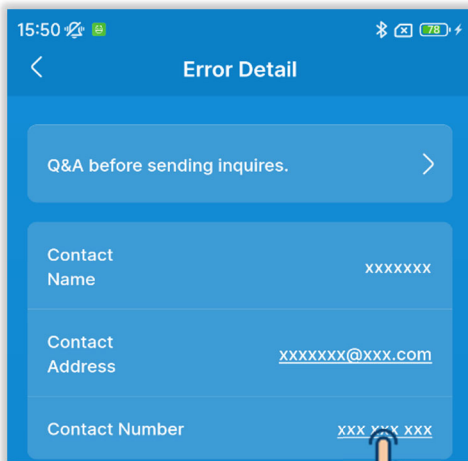 15:50
78
Error Detail
Q&A before sending inquires.
Contact
Name
xxxxxxx
Contact
Address
xxxxxxx@xxx.com
Contact Number
xxx xxx xxx